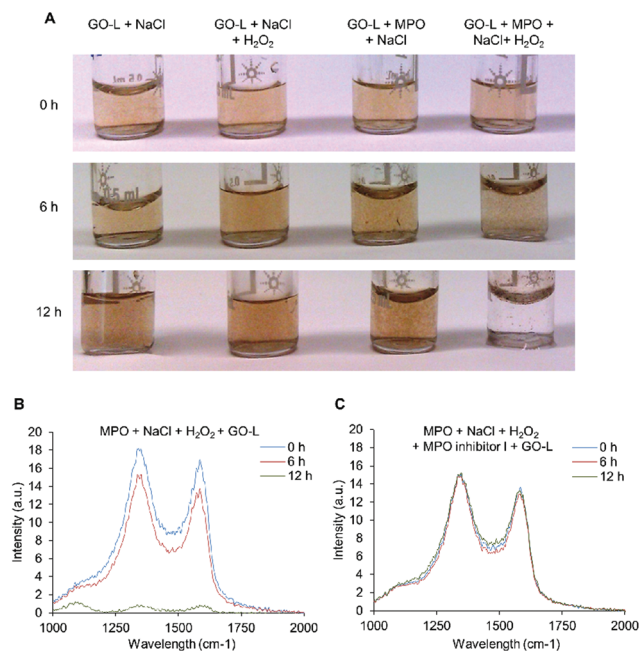 A
GO-L + NaCl
GO-L + NaCl
+ H₂O₂
GO-L + MPO
+ NaCl
GO-L + MPO +
NaCl+ H₂O₂
0 h
6 h
0.5 ml
12 h
B
MPO + NaCl + H₂O₂ + GO-L
0 h
6 h
12 h
20
18
16
14
12
10
8
6
4
2
0
Intensity (a.u.)
1000 1250 1500 1750 2000
Wavelength (cm-1)
C
MPO + NaCl + H₂O₂
+ MPO inhibitor I + GO-L
0 h
6 h
12 h
20
18
16
14
12
10
8
6
4
2
0
Intensity (a.u.)
1000 1250 1500 1750 2000
Wavelength (cm-1)